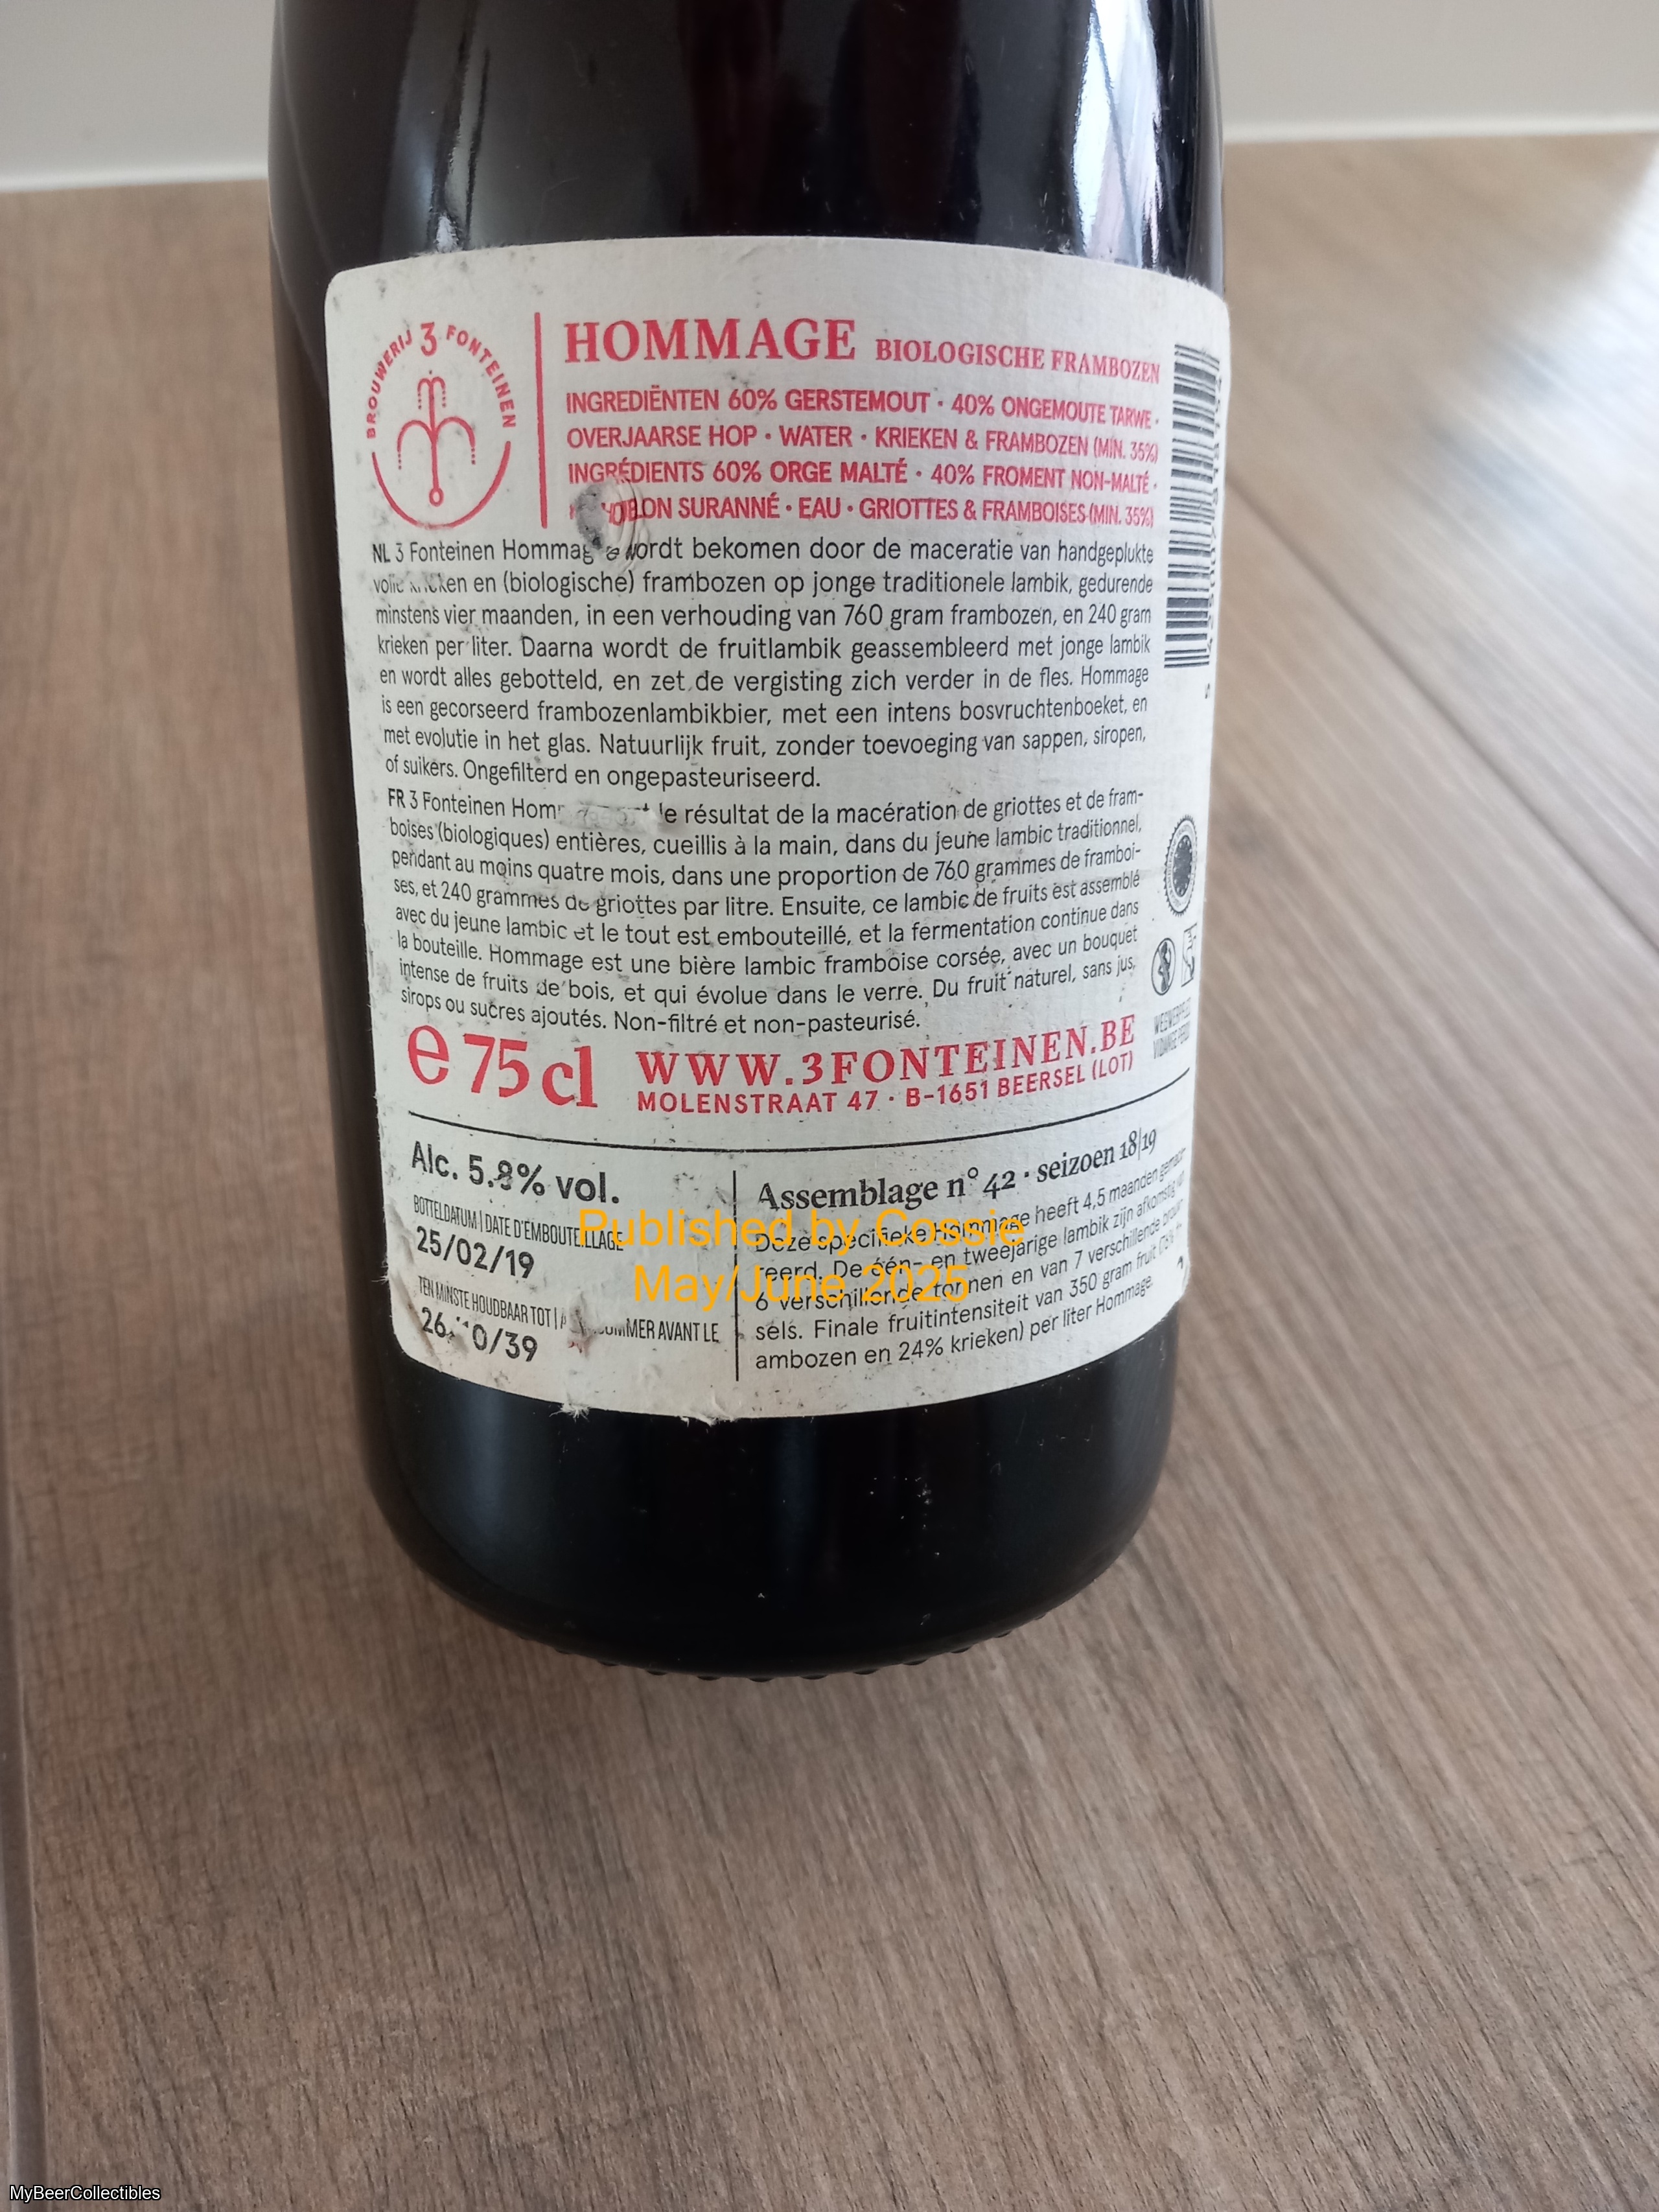 BROUWERIJ 3 FONTEINEN
HOMMAGE BIOLOGISCHE FRAMBOZEN
INGREDIËNTEN 60% GERSTEMOUT · 40% ONGEMOUTE TARWE ·
OVERJAARSE HOP · WATER · KRIEKEN & FRAMBOZEN (MIN. 35%)
INGRÉDIENTS 60% ORGE MALTÉ · 40% FROMENT NON-MALTÉ ·
SURANNÉ · EAU · GRIOTTES & FRAMBOISES (MIN. 35%)
NL 3 Fonteinen Hommage wordt bekomen door de maceratie van handgeplukte
en (biologische) frambozen op jonge traditionele lambik, gedurende
minstens vier maanden, in een verhouding van 760 gram frambozen, en 240 gram
krieken per liter. Daarna wordt de fruitlambik geassembleerd met jonge lambik
en wordt alles gebotteld, en zet de vergisting zich verder in de fles. Hommage
is een gecorseerd frambozenlambikbier, met een intens bosvruchtenboeket, en
met evolutie in het glas. Natuurlijk fruit, zonder toevoeging van sappen, siropen,
of suikers. Ongefilterd en ongepasteuriseerd.
FR 3 Fonteinen le résultat de la macération de griottes et de fram-
boises (biologiques) entières, cueillis à la main, dans du jeune lambic traditionnel,
pendant au moins quatre mois, dans une proportion de 760 grammes de framboi-
ses, et 240 grammes de griottes par litre. Ensuite, ce lambic de fruits est assemblé
avec du jeune lambic et le tout est embouteillé, et la fermentation continue dans
la bouteille. Hommage est une bière lambic framboise corsée, avec un bouquet
intense de fruits de bois, et qui évolue dans le verre. Du fruit naturel, sans jus,
sirops ou sucres ajoutés. Non-filtré et non-pasteurisé.
e 75 cl
WWW.3FONTEINEN.BE
MOLENSTRAAT 47 · B-1651 BEERSEL (LOT)
Alc. 5.8% vol.
BOTTELDATUM | DATE D'EMBOUTEILLAGE
25/02/19
TEN MINSTE HOUDBAAR TOT | AVANT LE
/39
Assemblage n° 42 · seizoen 18|19
Deze specifieke Hommage heeft 4,5 maanden
reerd. De één- en tweejarige lambik zijn afkomstig
6 verschillende tonnen en van 7 verschillende
sels. Finale fruitintensiteit van 350 gram fruit
ambozen en 24% krieken) per liter Hommage.
Published by Cossie
May/June 2025
MyBeerCollectibles